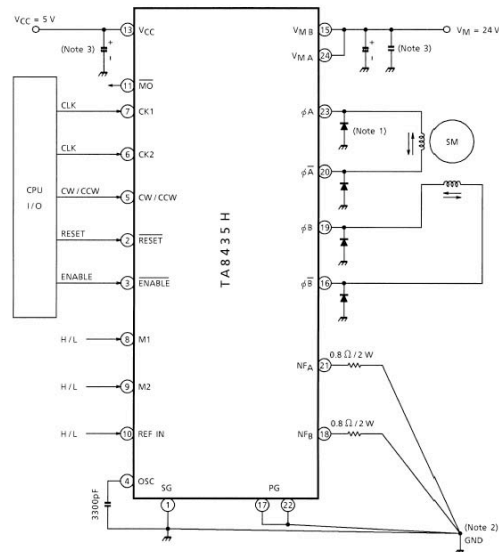 VCC = 5 V
(Note 3)
+
-
13
VCC
11
MO
CPU
I/O
CLK
7
CK1
CLK
6
CK2
CW/CCW
5
CW/CCW
RESET
2
RESET
ENABLE
3
ENABLE
H/L
8
M1
H/L
9
M2
H/L
10
REF IN
4
OSC
3300pF
SG
1
PG
17
22
TA8435H
VMB
15
VMA
24
VM = 24 V
+
-
(Note 3)
φA
23
(Note 1)
SM
φA
20
φB
19
φB
16
NFA
21
0.8 Ω/2 W
NFB
18
0.8 Ω/2 W
(Note 2)
GND